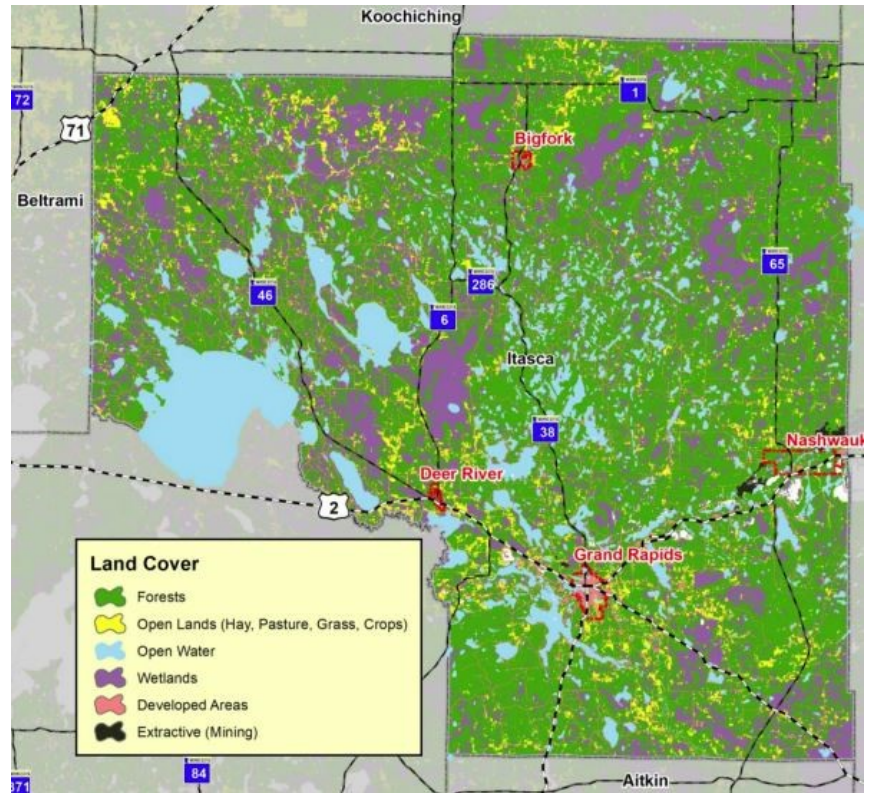 Koochiching
72
1
71
Bigfork
Beltrami
65
286
46
6
Itasca
38
Nashwauk
Deer River
2
Grand Rapids
Land Cover
Forests
Open Lands (Hay, Pasture, Grass, Crops)
Open Water
Wetlands
Developed Areas
Extractive (Mining)
84
371
Aitkin